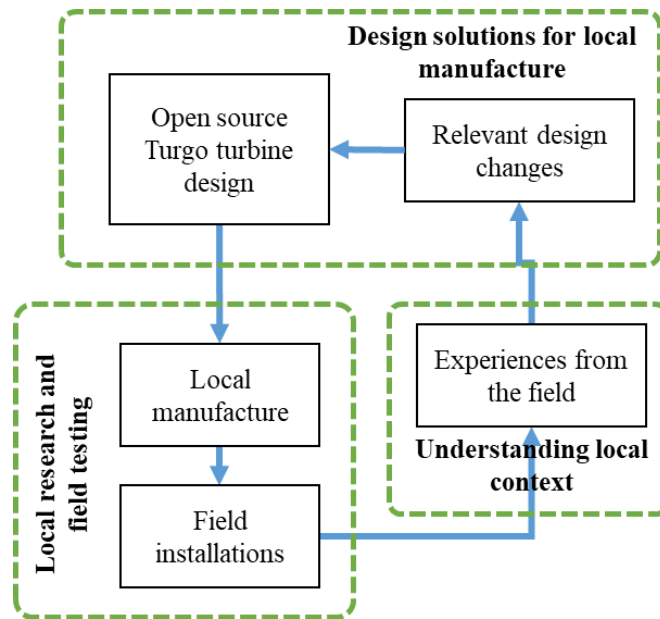 Design solutions for local
manufacture
Open source
Turgo turbine
design
Relevant design
changes
Local research and
field testing
Local
manufacture
Field
installations
Experiences from
the field
Understanding local
context